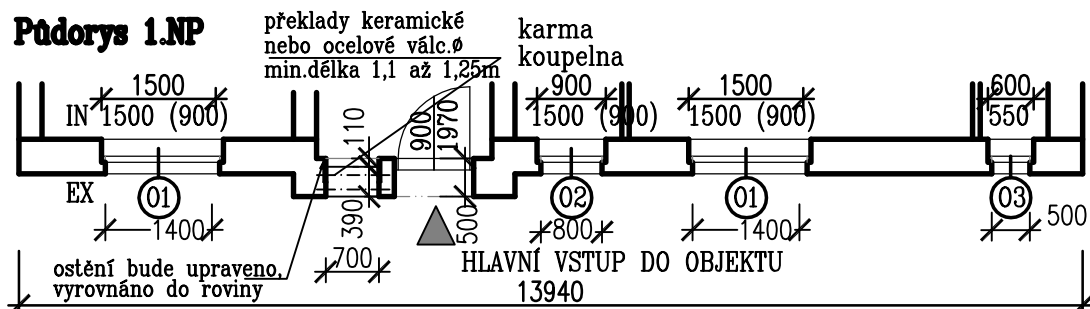 Půdorys 1.NP
překlady keramické
nebo ocelové válc.ø
min.délka 1,1 až 1,25m
karma
koupelna
1500
900
1500
600
IN 1500 (900)
110
900
1970
1500 (900)
1500 (900)
550
EX
01
02
01
03
1400
390
700
500
800
1400
500
HLAVNÍ VSTUP DO OBJEKTU
ostění bude upraveno,
vyrovnáno do roviny
13940